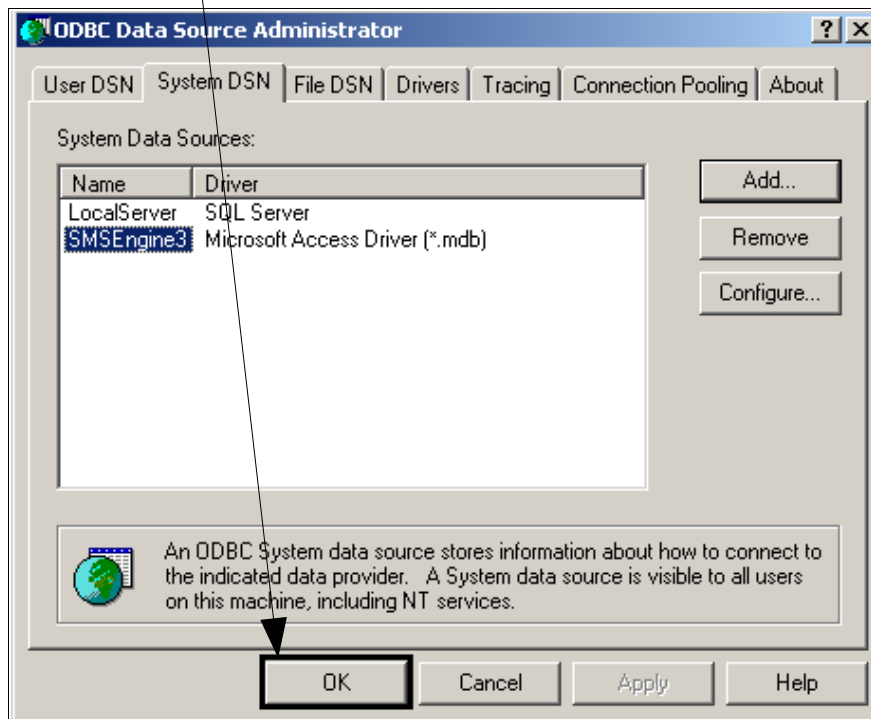 ODBC Data Source Administrator
User DSN System DSN File DSN Drivers Tracing Connection Pooling About
System Data Sources:
Name Driver
LocalServer SQL Server
SMSEngine3 Microsoft Access Driver (*.mdb)
Add...
Remove
Configure...
An ODBC System data source stores information about how to connect to
the indicated data provider. A System data source is visible to all users
on this machine, including NT services.
OK Cancel Apply Help